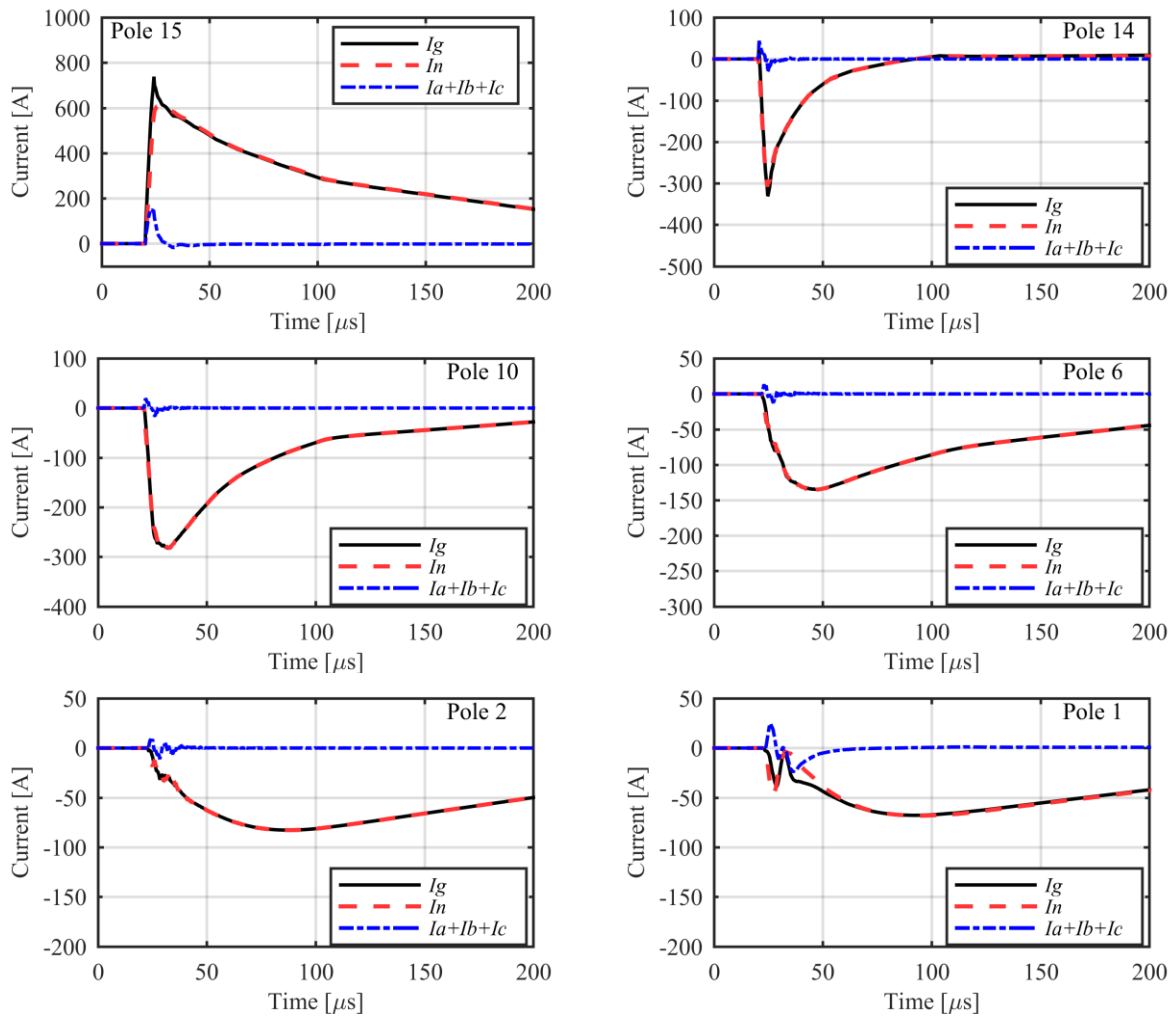 Pole 15
1000
800
600
400
200
0
Current [A]
Ig
In
Ia+Ib+Ic
0 50 100 150 200
Time [μs]
Pole 14
100
0
-100
-200
-300
-400
-500
Current [A]
Ig
In
Ia+Ib+Ic
0 50 100 150 200
Time [μs]
Pole 10
100
0
-100
-200
-300
-400
Current [A]
Ig
In
Ia+Ib+Ic
0 50 100 150 200
Time [μs]
Pole 6
50
0
-50
-100
-150
-200
-250
-300
Current [A]
Ig
In
Ia+Ib+Ic
0 50 100 150 200
Time [μs]
Pole 2
50
0
-50
-100
-150
-200
Current [A]
Ig
In
Ia+Ib+Ic
0 50 100 150 200
Time [μs]
Pole 1
50
0
-50
-100
-150
-200
Current [A]
Ig
In
Ia+Ib+Ic
0 50 100 150 200
Time [μs]